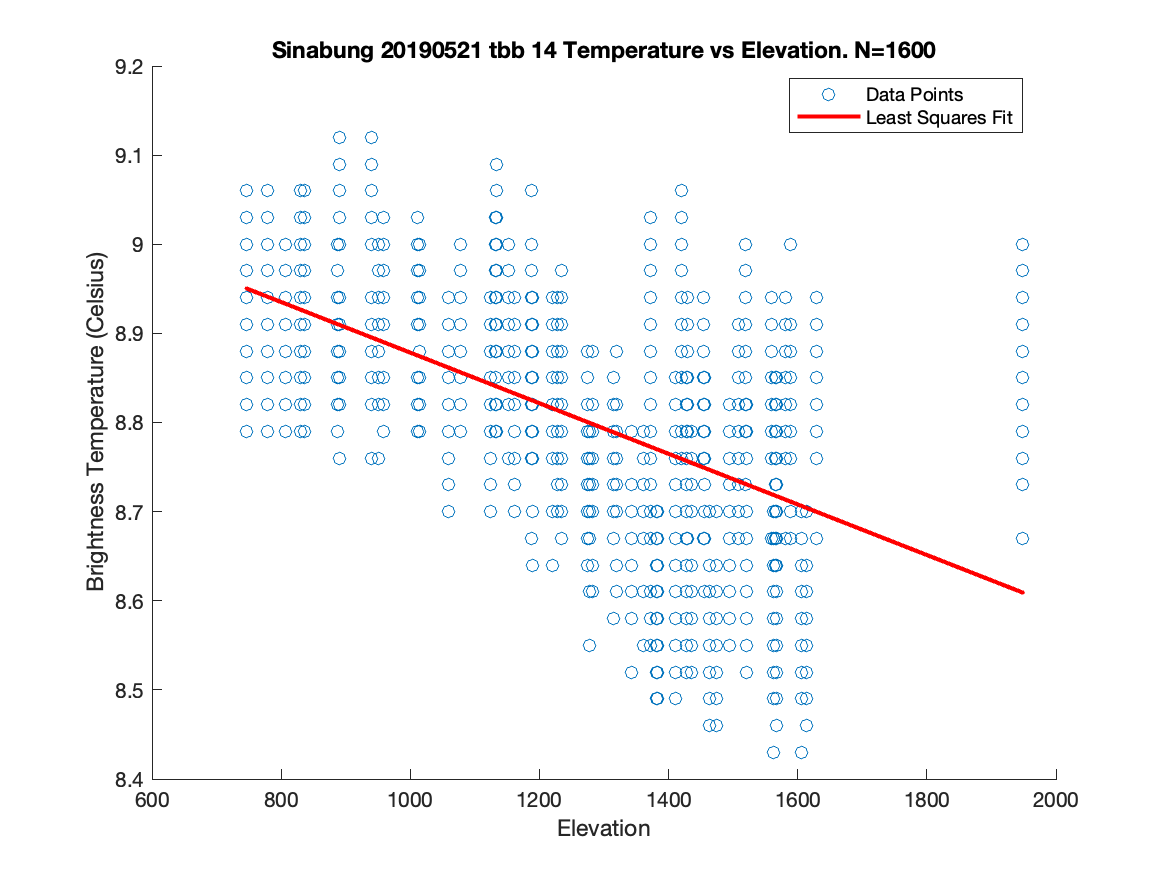 Sinabung 20190521 tbb 14 Temperature vs Elevation. N=1600
Data Points
Least Squares Fit
9.2
9.1
9
8.9
8.8
8.7
8.6
8.5
8.4
Brightness Temperature (Celsius)
600 800 1000 1200 1400 1600 1800 2000
Elevation